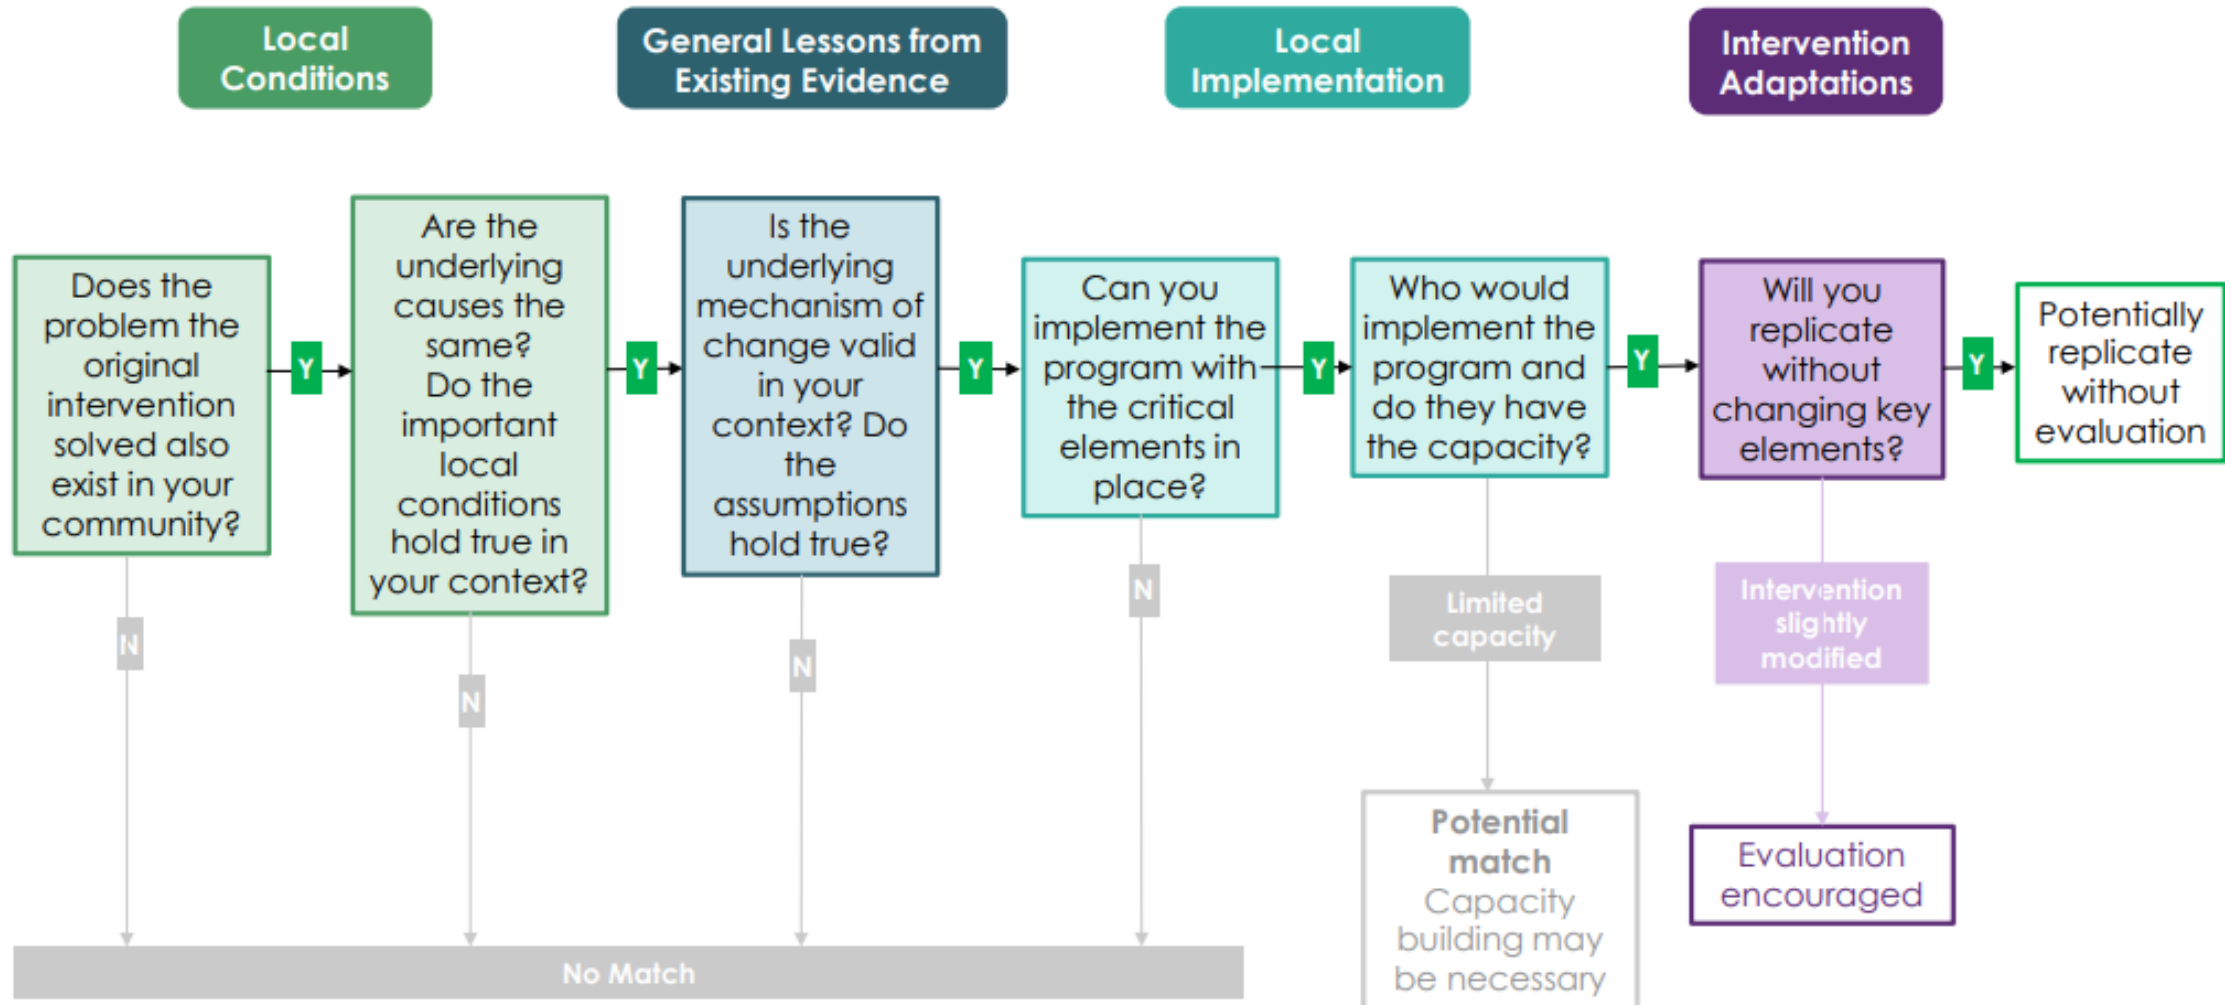 Local
Conditions
General Lessons from
Existing Evidence
Local
Implementation
Intervention
Adaptations
Does the
problem the
original
intervention
solved also
exist in your
community?
Y
Are the
underlying
causes the
same?
Do the
important
local
conditions
hold true in
your context?
Y
Is the
underlying
mechanism of
change valid
in your
context? Do
the
assumptions
hold true?
Y
Can you
implement the
program with
the critical
elements in
place?
Y
Who would
implement the
program and
do they have
the capacity?
Y
Will you
replicate
without
changing key
elements?
Y
Potentially
replicate
without
evaluation
N
N
N
N
Limited
capacity
Intervention
slightly
modified
Potential
match
Capacity
building may
be necessary
Evaluation
encouraged
No Match